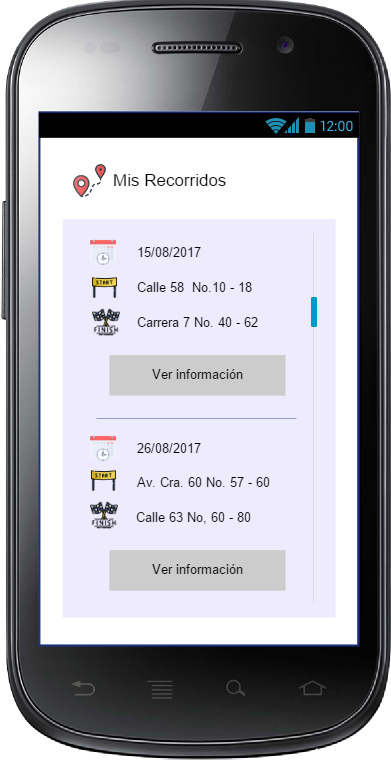 12:00
Mis Recorridos
15/08/2017
START
Calle 58  No.10 - 18
FINISH
Carrera 7 No. 40 - 62
Ver información
26/08/2017
START
Av. Cra. 60 No. 57 - 60
FINISH
Calle 63 No, 60 - 80
Ver información